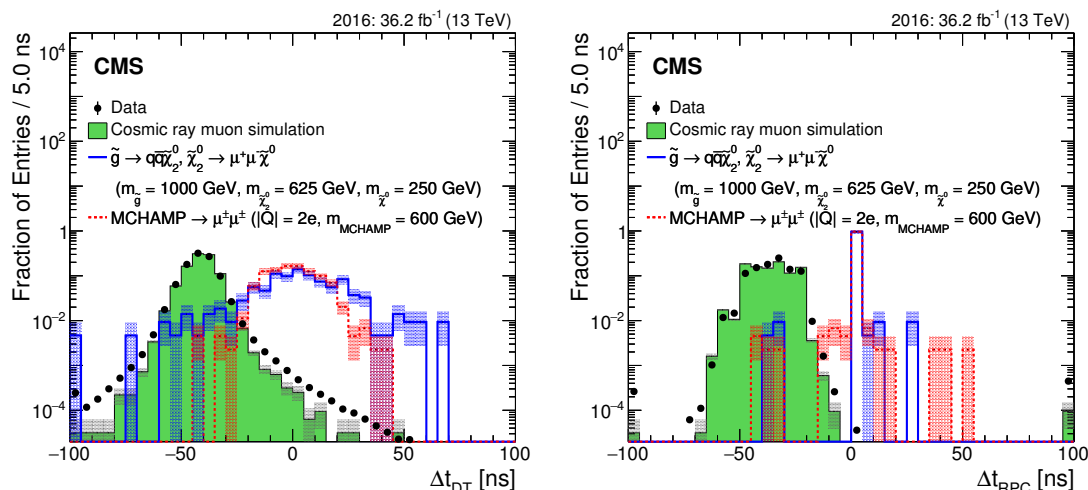 2016: 36.2 fb⁻¹ (13 TeV)
CMS
Data
Cosmic ray muon simulation
g̃ → qq̅χ̃⁰₂, χ̃⁰₂ → μ⁺μ⁻χ̃⁰
(m_g̃ = 1000 GeV, m_χ̃⁰₂ = 625 GeV, m_χ̃⁰ = 250 GeV)
MCHAMP → μ±μ± (|Q| = 2e, m_MCHAMP = 600 GeV)
Fraction of Entries / 5.0 ns
10⁴
10²
1
10⁻²
10⁻⁴
−100 −50 0 50 100
Δt_DT [ns]
2016: 36.2 fb⁻¹ (13 TeV)
CMS
Data
Cosmic ray muon simulation
g̃ → qq̅χ̃⁰₂, χ̃⁰₂ → μ⁺μ⁻χ̃⁰
(m_g̃ = 1000 GeV, m_χ̃⁰₂ = 625 GeV, m_χ̃⁰ = 250 GeV)
MCHAMP → μ±μ± (|Q| = 2e, m_MCHAMP = 600 GeV)
Fraction of Entries / 5.0 ns
10⁴
10²
1
10⁻²
10⁻⁴
−100 −50 0 50 100
Δt_RPC [ns]